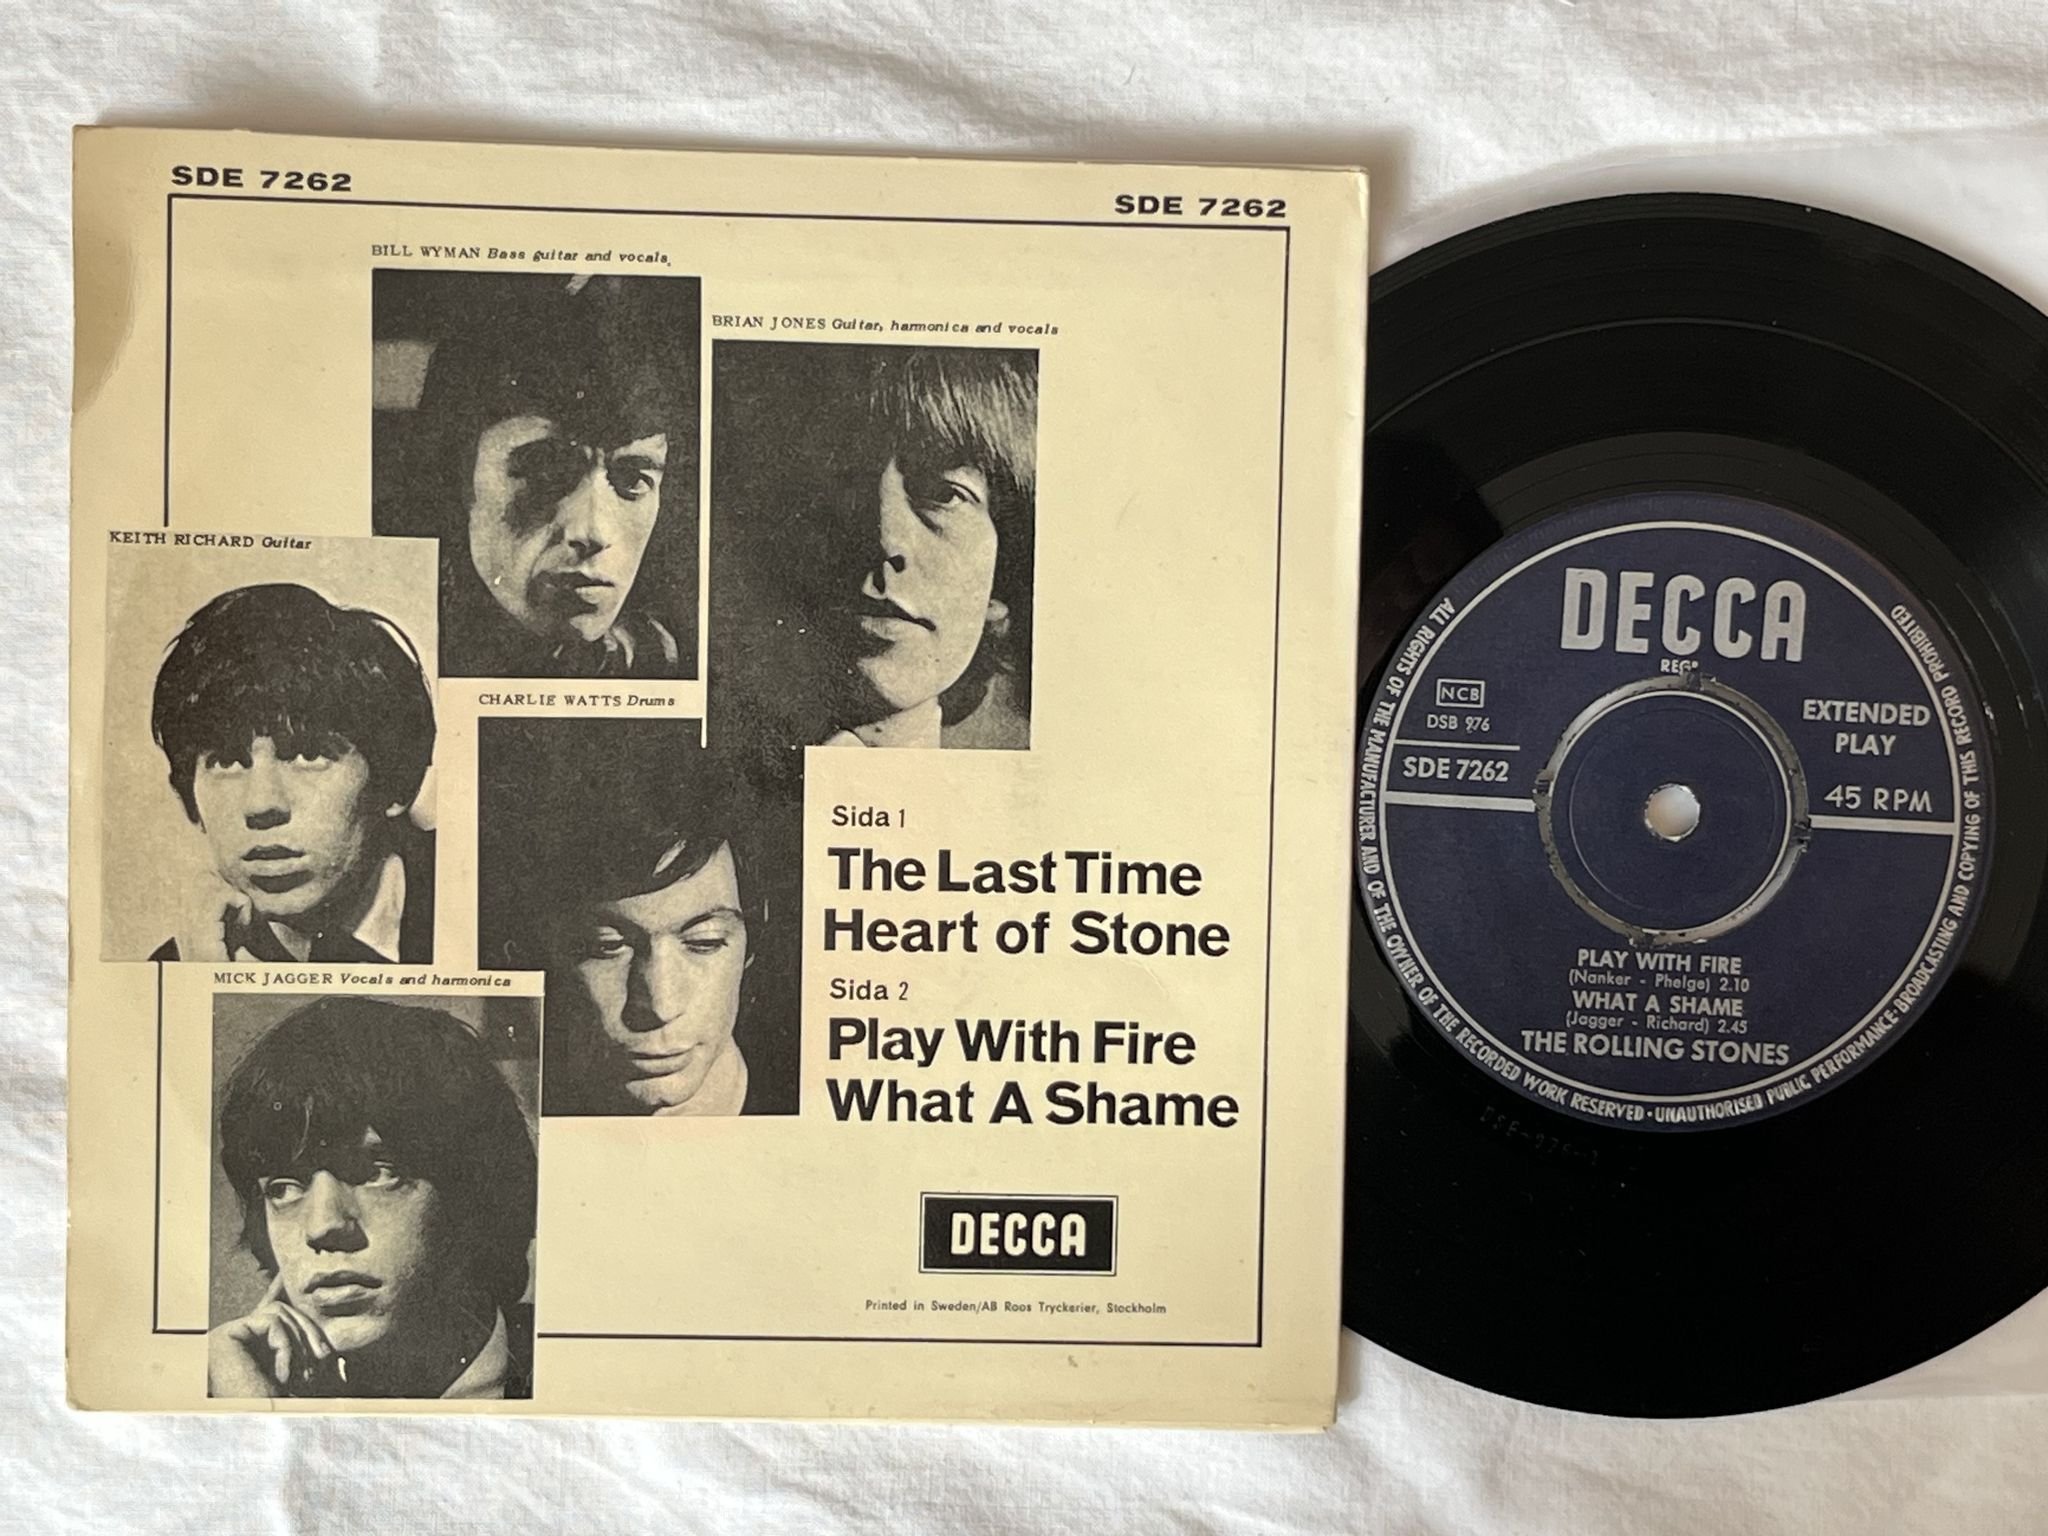 SDE 7262
SDE 7262
BILL WYMAN Bass guitar and vocals.
BRIAN JONES Guitar, harmonica and vocals
KEITH RICHARD Guitar
CHARLIE WATTS Drums
MICK JAGGER Vocals and harmonica
Sida 1
The Last Time
Heart of Stone
Sida 2
Play With Fire
What A Shame
DECCA
Printed in Sweden/AB Roos Tryckerier, Stockholm
DECCA
REGD
NCB
DSB 976
SDE 7262
EXTENDED
PLAY
45 RPM
PLAY WITH FIRE
(Nanker - Phelge) 2.10
WHAT A SHAME
(Jagger - Richard) 2.45
THE ROLLING STONES
ALL RIGHTS OF THE MANUFACTURER AND OF THE OWNER OF THE RECORDED WORK RESERVED·UNAUTHORISED PUBLIC PERFORMANCE·BROADCASTING AND COPYING OF THIS RECORD PROHIBITED